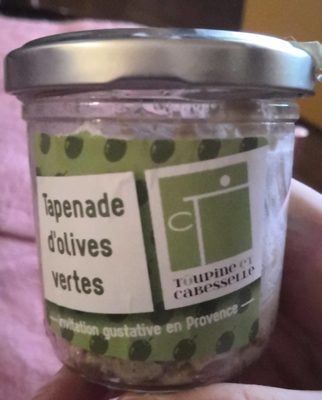 Tapenade
d'olives
vertes
TOUPINE ET
CABESSELLE
invitation gustative en Provence